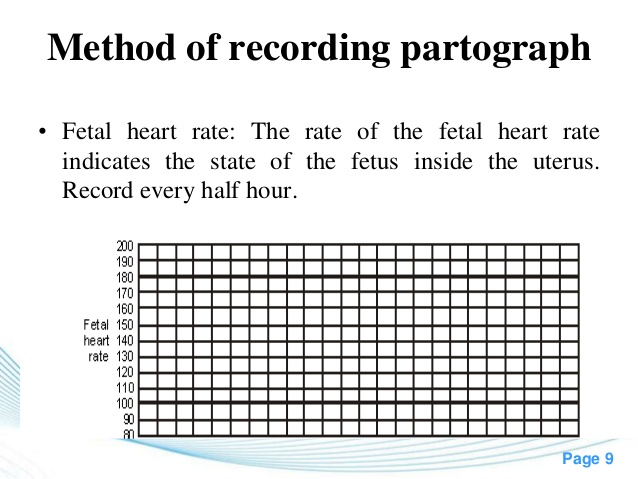 Method of recording partograph
• Fetal heart rate: The rate of the fetal heart rate
indicates the state of the fetus inside the uterus.
Record every half hour.
200
190
180
170
160
Fetal 150
heart 140
rate 130
120
110
100
90
80
Page 9